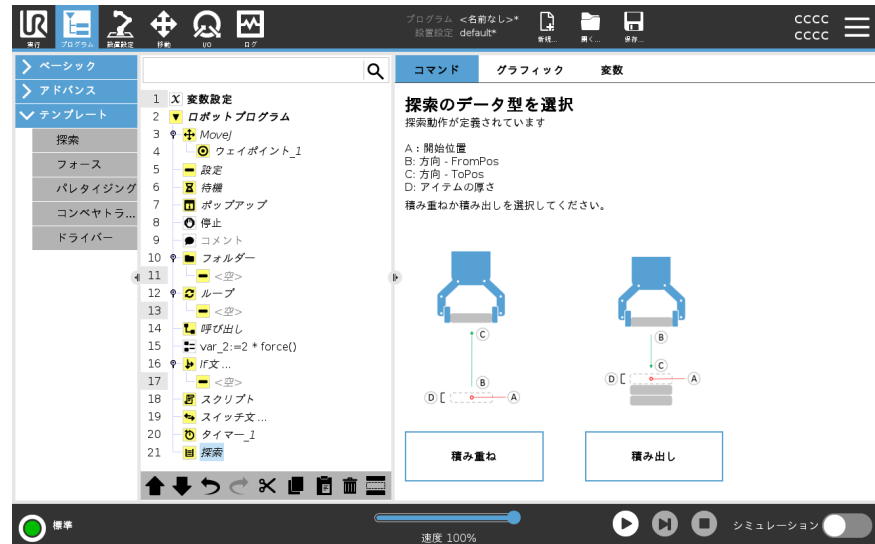 プログラム <名前なし>*
設置設定 default*
実行
プログラム
設置設定
移動
I/O
ログ
新規...
開く...
保存...
CCCC
CCCC
ベーシック
アドバンス
テンプレート
探索
フォース
パレタイジング
コンベヤトラ...
ドライバー
1 X 変数設定
2 ロボットプログラム
3 MoveJ
4 ウェイポイント_1
5 設定
6 待機
7 ポップアップ
8 停止
9 コメント
10 フォルダー
11 <空>
12 ループ
13 <空>
14 呼び出し
15 var_2:=2 * force()
16 If文 ...
17 <空>
18 スクリプト
19 スイッチ文 ...
20 タイマー_1
21 探索
コマンド グラフィック 変数
探索のデータ型を選択
探索動作が定義されています
A : 開始位置
B: 方向 - FromPos
C: 方向 - ToPos
D: アイテムの厚さ
積み重ねか積み出しを選択してください。
C
B
D
A
B
C
D
A
積み重ね
積み出し
標準
速度 100%
シミュレーション